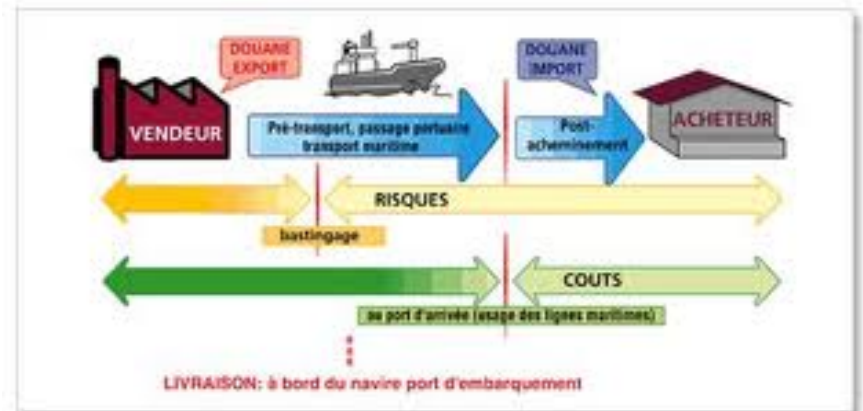 DOUANE
EXPORT
DOUANE
IMPORT
VENDEUR
Pré-transport, passage portuaire
transport maritime
Post-
acheminement
ACHETEUR
RISQUES
bastingage
COUTS
au port d'arrivée (usage des lignes maritimes)
LIVRAISON: à bord du navire port d'embarquement